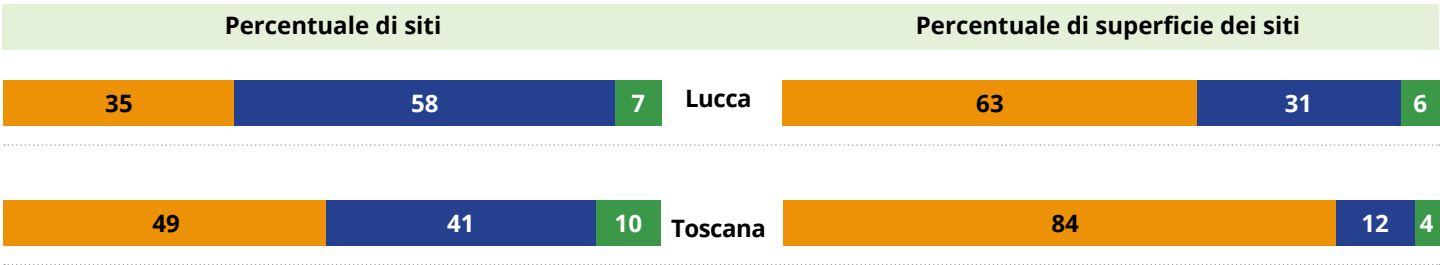 Percentuale di siti Percentuale di superficie dei siti
35 58 7 Lucca 63 31 6
49 41 10 Toscana 84 12 4